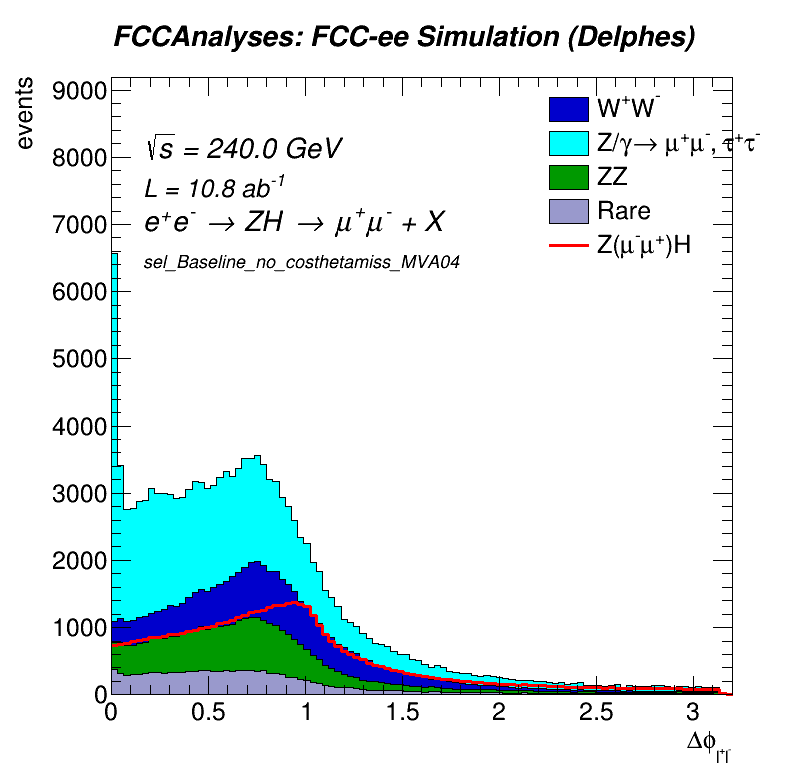 FCCAnalyses: FCC-ee Simulation (Delphes)
events
9000
8000
7000
6000
5000
4000
3000
2000
1000
0
√s = 240.0 GeV
L = 10.8 ab⁻¹
e⁺e⁻ → ZH → μ⁺μ⁻ + X
sel_Baseline_no_costhetamiss_MVA04
W⁺W⁻
Z/γ→ μ⁺μ⁻, τ⁺τ⁻
ZZ
Rare
Z(μ⁻μ⁺)H
0 0.5 1 1.5 2 2.5 3
Δϕ_{l⁺l⁻}